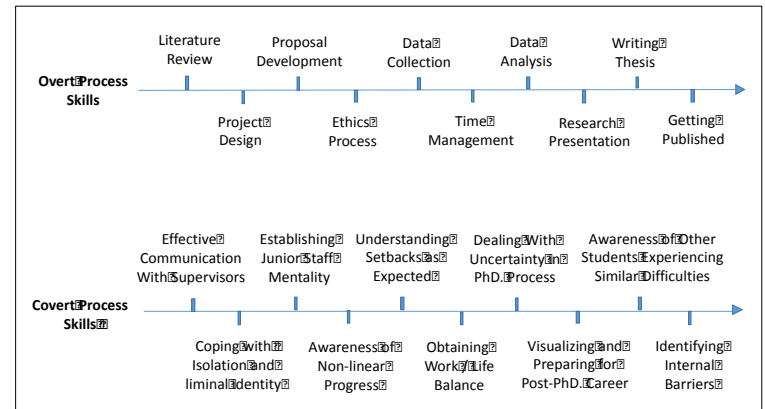 Literature
Review
Proposal
Development
Data
Collection
Data
Analysis
Writing
Thesis
Overt Process
Skills
Project
Design
Ethics
Process
Time
Management
Research
Presentation
Getting
Published
Effective
Communication
With Supervisors
Establishing
Junior Staff
Mentality
Understanding
Setbacks as
Expected
Dealing With
Uncertainty in
PhD. Process
Awareness of Other
Students Experiencing
Similar Difficulties
Covert Process
Skills
Coping with
Isolation and
liminal Identity
Awareness of
Non-linear
Progress
Obtaining
Work / Life
Balance
Visualizing and
Preparing for
Post-PhD. Career
Identifying
Internal
Barriers